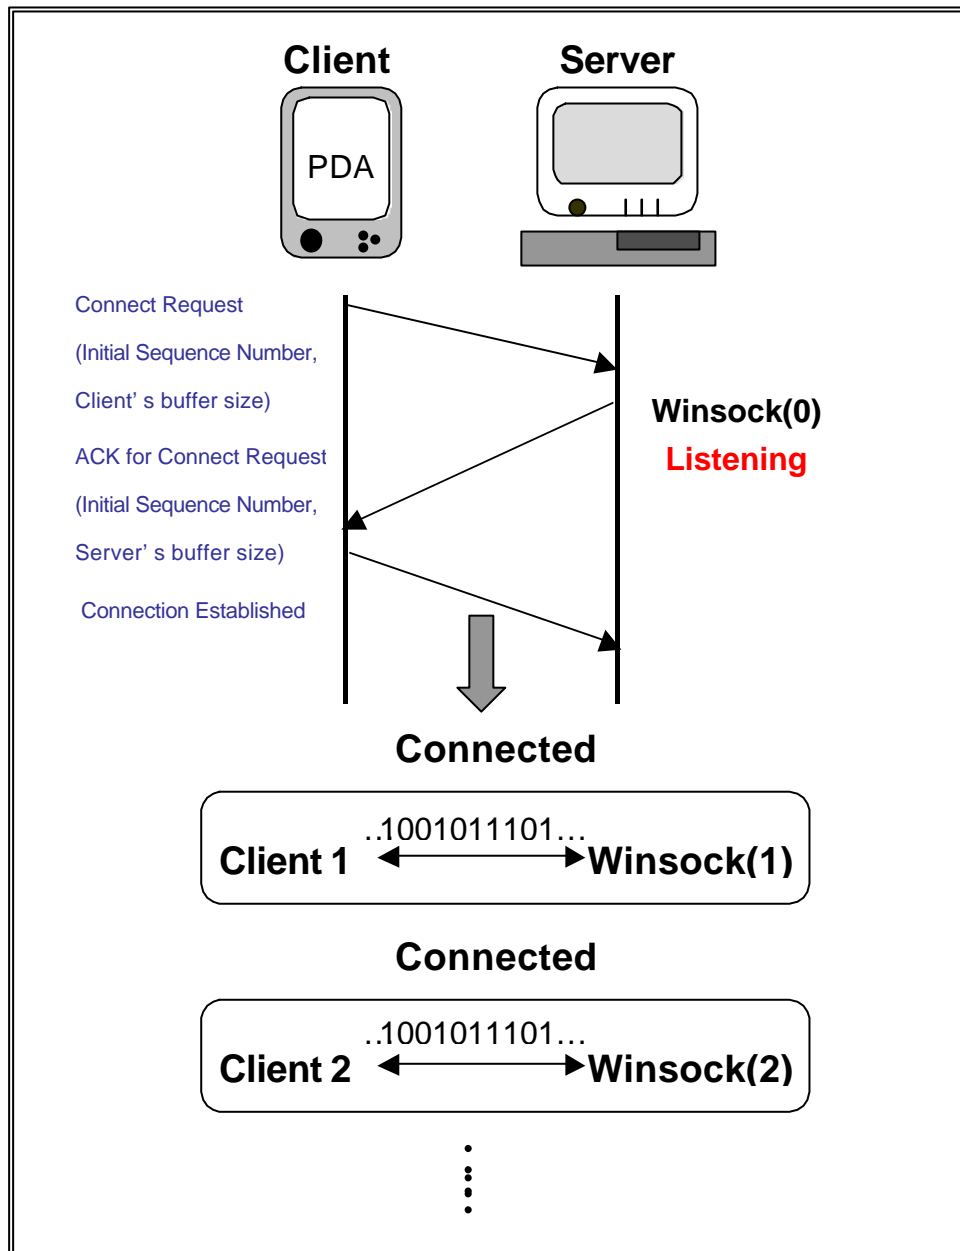 Client
Server
PDA
Connect Request
(Initial Sequence Number,
Client' s buffer size)
ACK for Connect Request
(Initial Sequence Number,
Server' s buffer size)
Connection Established
Winsock(0)
Listening
Connected
...1001011101...
Client 1
Winsock(1)
Connected
...1001011101...
Client 2
Winsock(2)